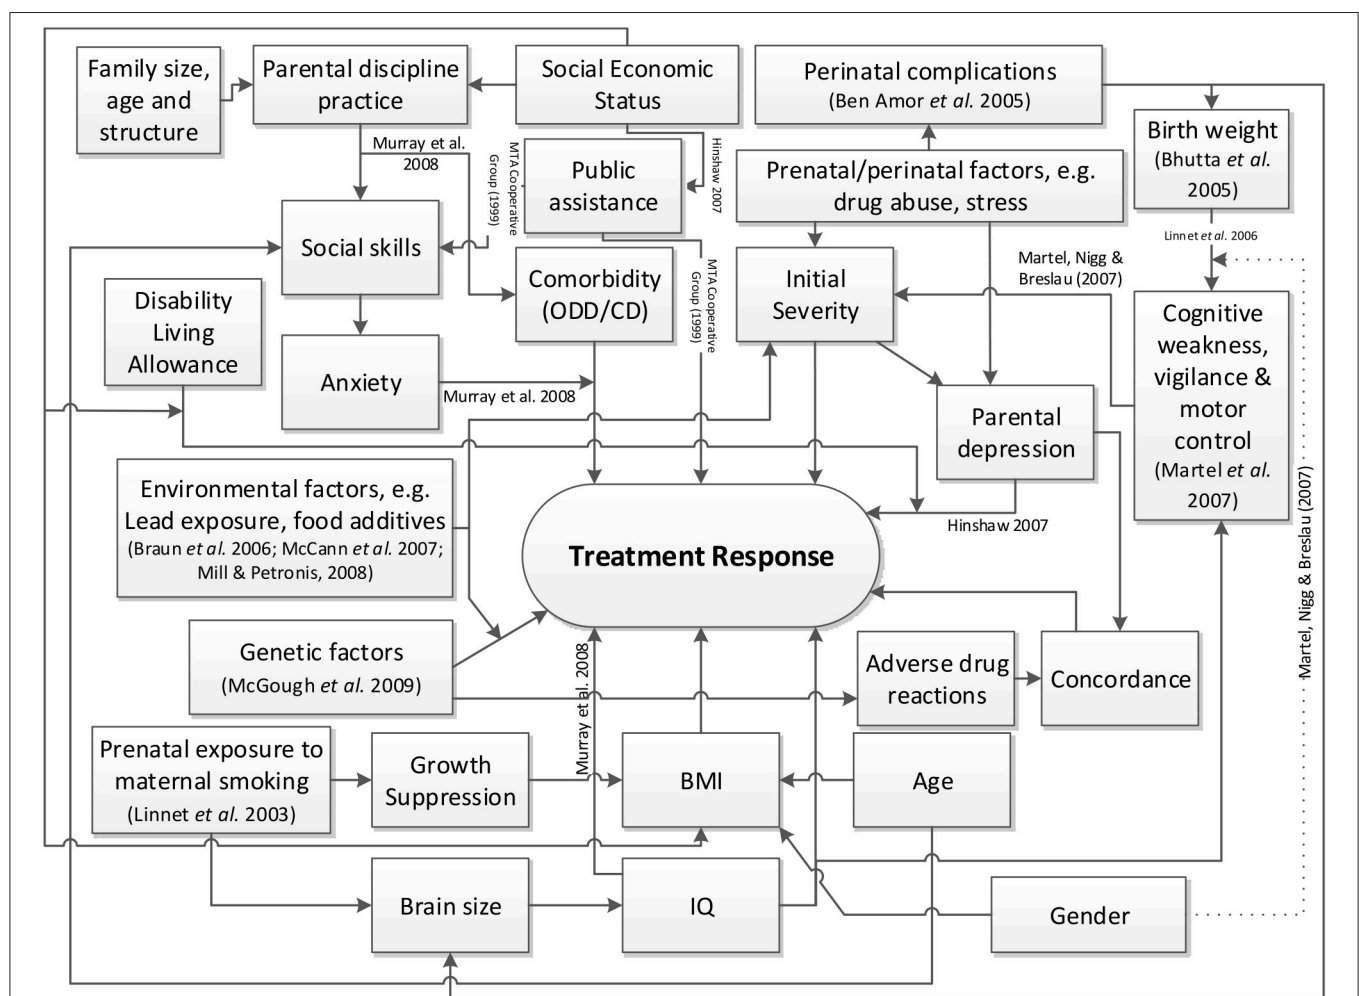 Family size,
age and
structure
Parental discipline
practice
Social Economic
Status
Perinatal complications
(Ben Amor et al. 2005)
Birth weight
(Bhutta et al.
2005)
Murray et al.
2008
MTA Cooperative
Group (1999)
Public
assistance
Hinshaw 2007
Prenatal/perinatal factors, e.g.
drug abuse, stress
Linnet et al. 2006
Social skills
Comorbidity
(ODD/CD)
MTA Cooperative
Group (1999)
Initial
Severity
Martel, Nigg &
Breslau (2007)
Disability
Living
Allowance
Cognitive
weakness,
vigilance &
motor
control
(Martel et al.
2007)
Anxiety
Murray et al. 2008
Parental
depression
Environmental factors, e.g.
Lead exposure, food additives
(Braun et al. 2006; McCann et al. 2007;
Mill & Petronis, 2008)
Hinshaw 2007
Martel, Nigg & Breslau (2007)
Treatment Response
Genetic factors
(McGough et al. 2009)
Murray et al. 2008
Adverse drug
reactions
Concordance
Prenatal exposure to
maternal smoking
(Linnet et al. 2003)
Growth
Suppression
BMI
Age
Brain size
IQ
Gender